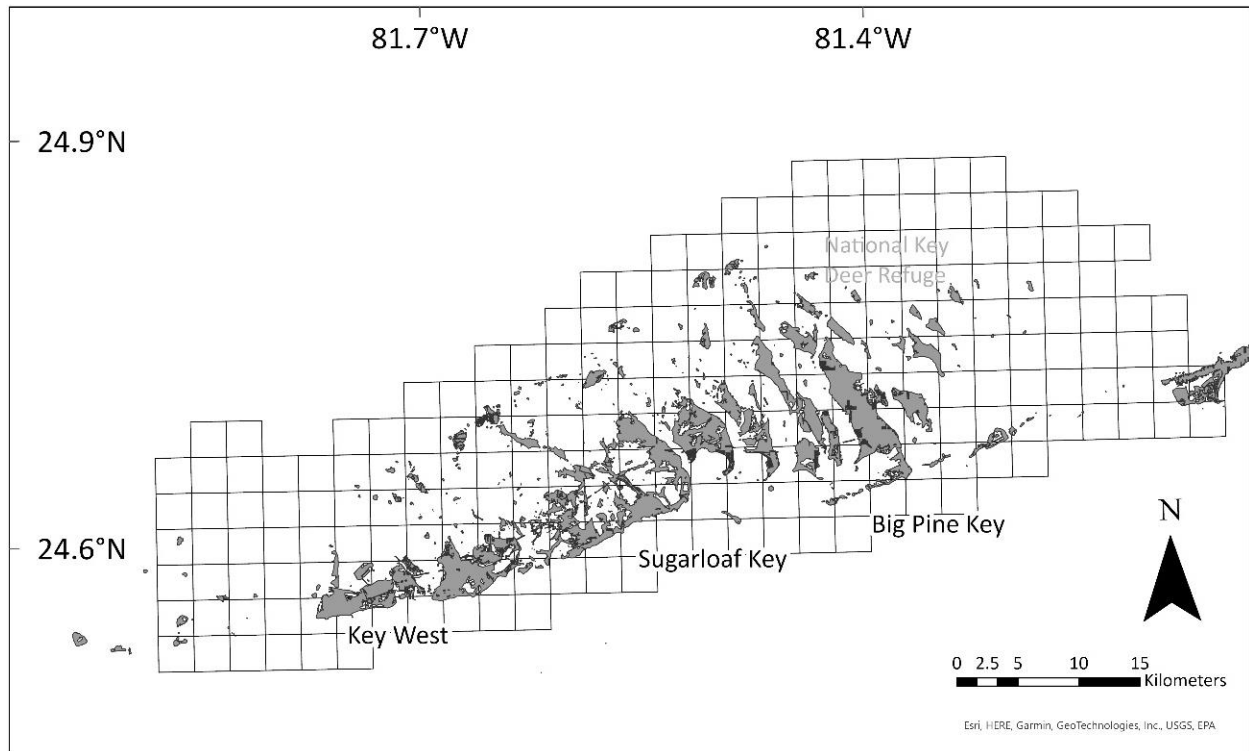 81.7°W
81.4°W
24.9°N
National Key
Deer Refuge
24.6°N
Big Pine Key
Sugarloaf Key
Key West
N
0 2.5 5 10 15
Kilometers
Esri, HERE, Garmin, GeoTechnologies, Inc., USGS, EPA